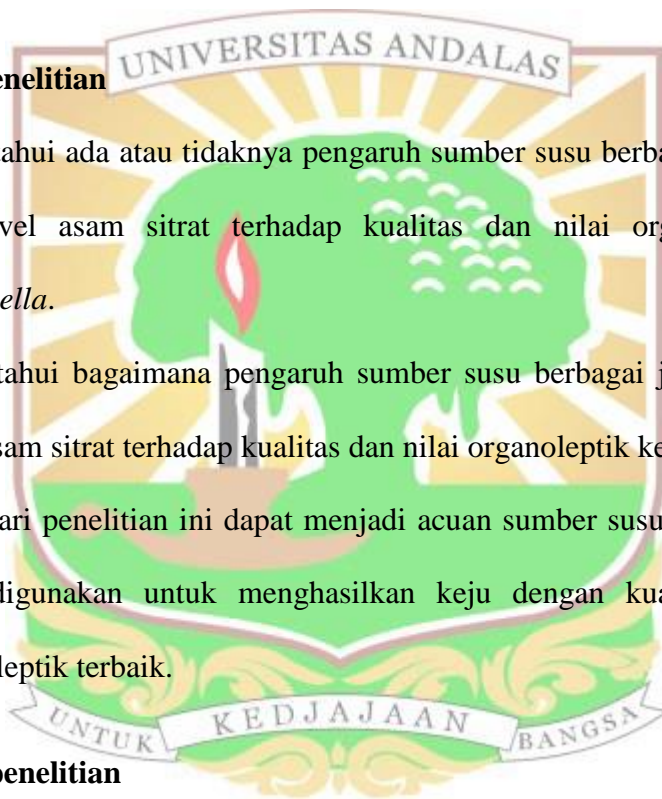 UNIVERSITAS ANDALAS
enelitian
ahui ada atau tidaknya pengaruh sumber susu berba
vel asam sitrat terhadap kualitas dan nilai org
ella.
tahui bagaimana pengaruh sumber susu berbagai j
sam sitrat terhadap kualitas dan nilai organoleptik ke
ari penelitian ini dapat menjadi acuan sumber susu
digunakan untuk menghasilkan keju dengan kua
leptik terbaik.
UNTUK KEDJAJAAN BANGSA
penelitian